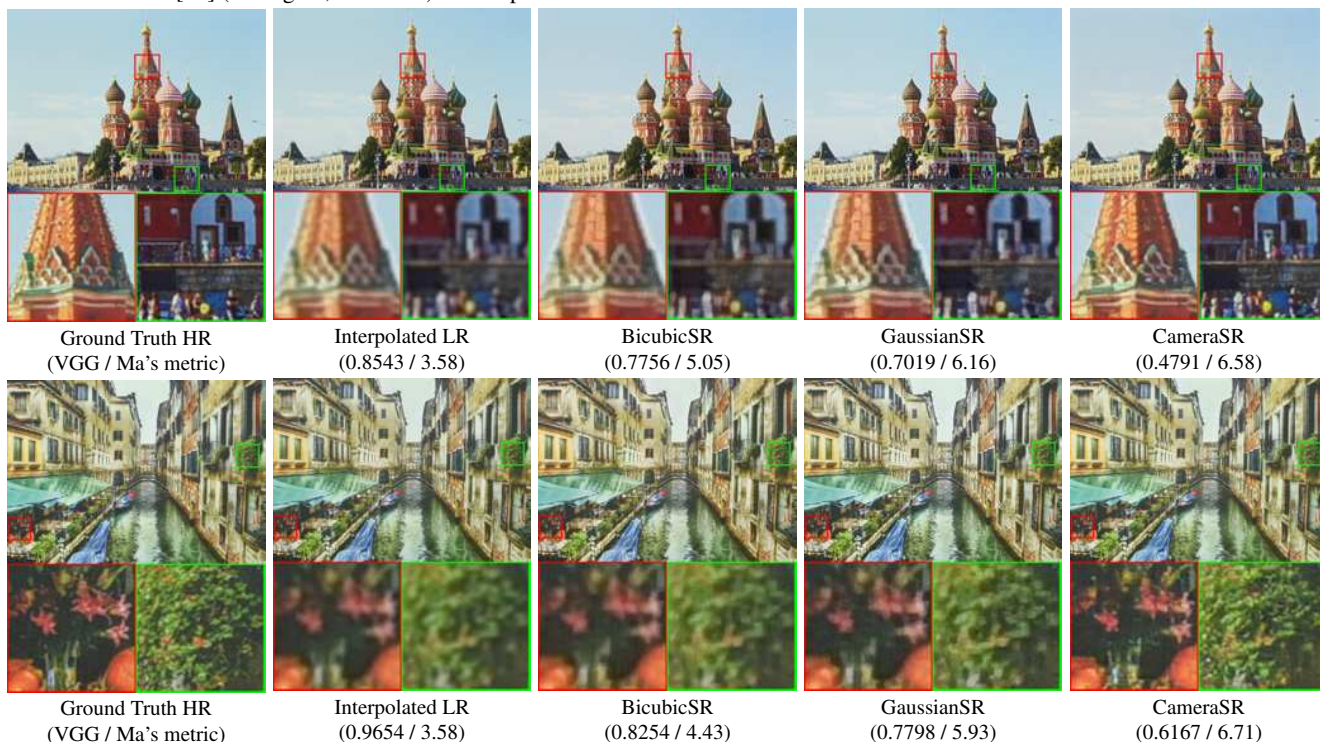 Ground Truth HR Interpolated LR BicubicSR GaussianSR CameraSR
(VGG / Ma's metric) (0.8543 / 3.58) (0.7756 / 5.05) (0.7019 / 6.16) (0.4791 / 6.58)
Ground Truth HR Interpolated LR BicubicSR GaussianSR CameraSR
(VGG / Ma's metric) (0.9654 / 3.58) (0.8254 / 4.43) (0.7798 / 5.93) (0.6167 / 6.71)